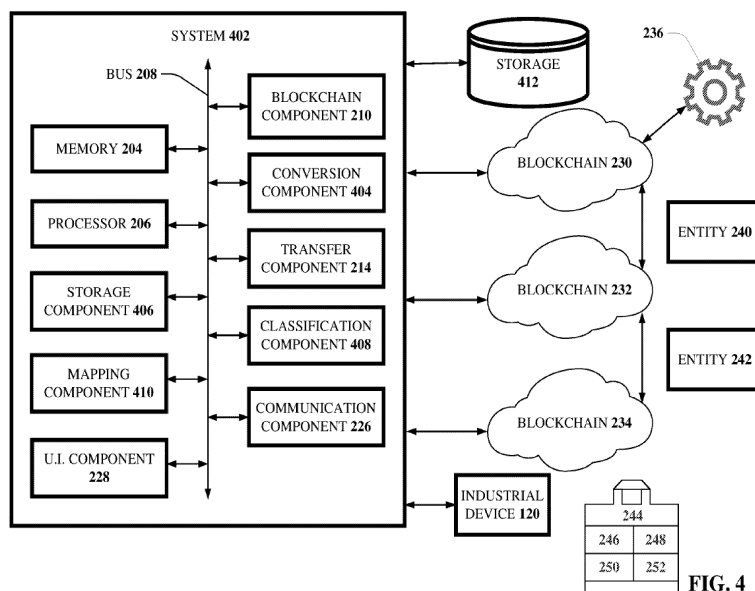 SYSTEM 402
BUS 208
BLOCKCHAIN
COMPONENT 210
MEMORY 204
CONVERSION
COMPONENT 404
PROCESSOR 206
TRANSFER
COMPONENT 214
STORAGE
COMPONENT 406
CLASSIFICATION
COMPONENT 408
MAPPING
COMPONENT 410
COMMUNICATION
COMPONENT 226
U.I. COMPONENT
228
STORAGE
412
236
BLOCKCHAIN 230
ENTITY 240
BLOCKCHAIN 232
ENTITY 242
BLOCKCHAIN 234
INDUSTRIAL
DEVICE 120
244
246 248
250 252
FIG. 4